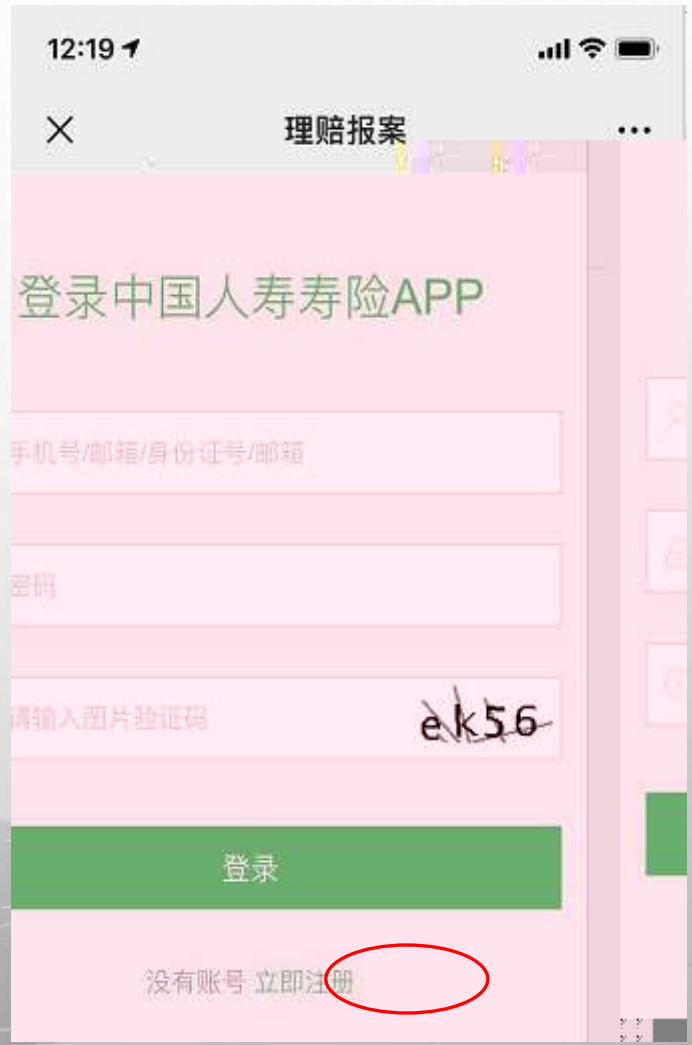 12:19
理赔报案
登录中国人寿寿险APP
手机号/邮箱/身份证号/邮箱
密码
请输入图片验证码
ek56
登录
没有账号 立即注册